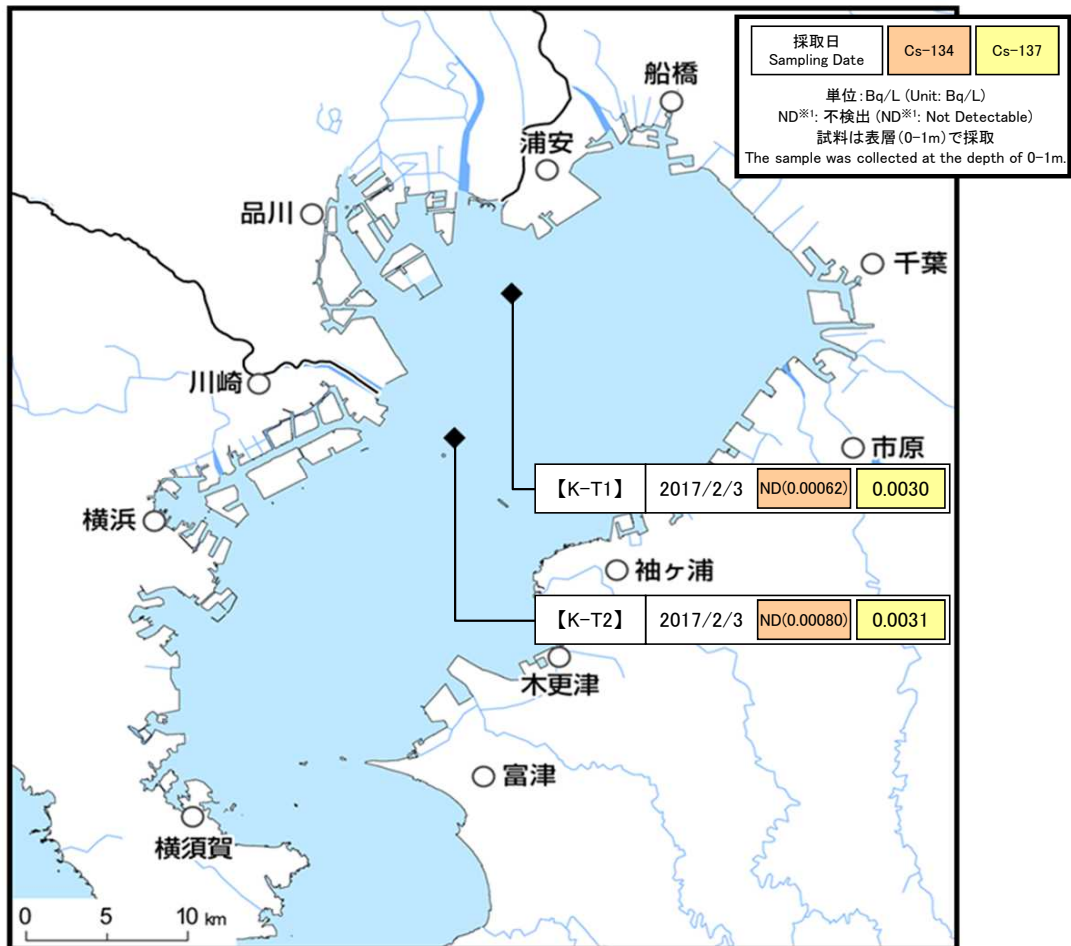 採取日
Sampling Date
Cs-134
Cs-137
単位:Bq/L (Unit: Bq/L)
ND※1: 不検出 (ND※1: Not Detectable)
試料は表層(0-1m)で採取
The sample was collected at the depth of 0-1m.
船橋
浦安
品川
千葉
川崎
市原
【K-T1】 2017/2/3 ND(0.00062) 0.0030
横浜
袖ヶ浦
【K-T2】 2017/2/3 ND(0.00080) 0.0031
木更津
富津
横須賀
0 5 10 km